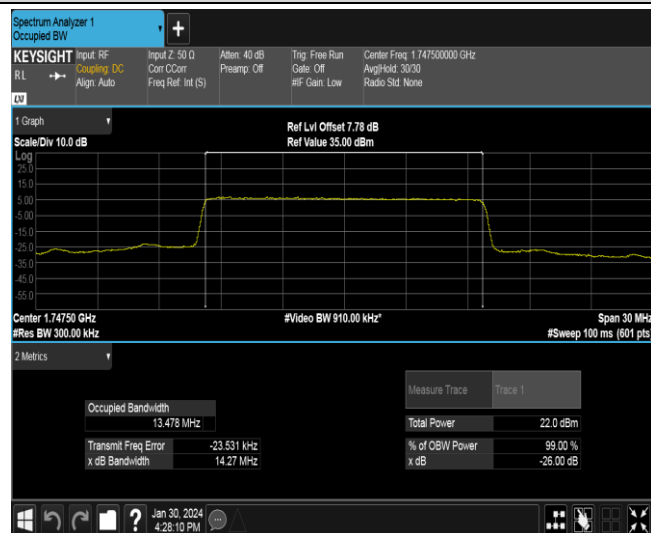 Spectrum Analyzer 1
Occupied BW
+
KEYSIGHT
RL
LXI
Input: RF
Coupling: DC
Align: Auto
Input Z: 50 Ω
Corr CCorr
Freq Ref: Int (S)
Atten: 40 dB
Preamp: Off
Trig: Free Run
Gate: Off
#IF Gain: Low
Center Freq: 1.747500000 GHz
Avg|Hold: 30/30
Radio Std: None
1 Graph
Scale/Div 10.0 dB
Ref Lvl Offset 7.78 dB
Ref Value 35.00 dBm
Log
25.0
15.0
5.00
-5.00
-15.0
-25.0
-35.0
-45.0
-55.0
Center 1.74750 GHz
#Video BW 910.00 kHz*
Span 30 MHz
#Res BW 300.00 kHz
#Sweep 100 ms (601 pts)
2 Metrics
Measure Trace
Trace 1
Occupied Bandwidth
13.478 MHz
Total Power
22.0 dBm
Transmit Freq Error
-23.531 kHz
% of OBW Power
99.00 %
x dB Bandwidth
14.27 MHz
x dB
-26.00 dB
?
Jan 30, 2024
4:28:10 PM